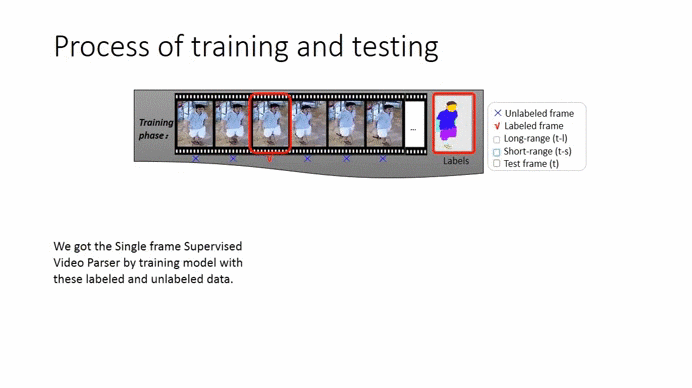 Process of training and testing
Training
phase :
...
Labels
Unlabeled frame
Labeled frame
Long-range (t-l)
Short-range (t-s)
Test frame (t)
We got the Single frame Supervised
Video Parser by training model with
these labeled and unlabeled data.